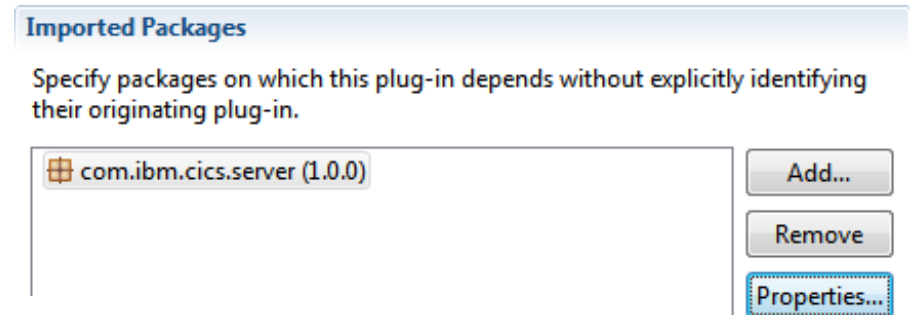 Imported Packages
Specify packages on which this plug-in depends without explicitly identifying
their originating plug-in.
com.ibm.cics.server (1.0.0)
Add...
Remove
Properties...